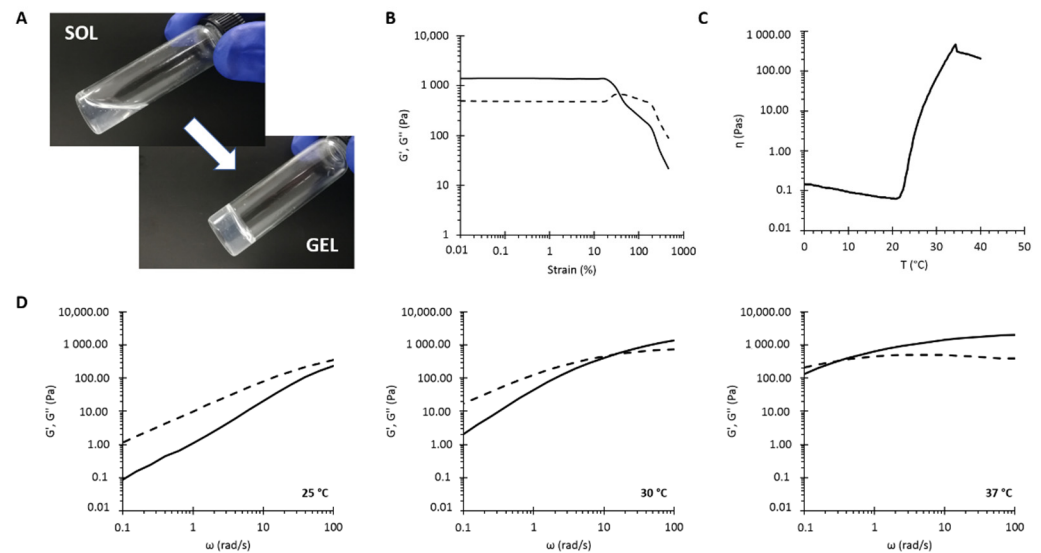 A
SOL
GEL
B
10,000
1 000
100
10
1
G', G'' (Pa)
0.01 0.1 1 10 100 1000
Strain (%)
C
1 000.00
100.00
10.00
1.00
0.1
0.01
η (Pas)
0 10 20 30 40 50
T (°C)
D
10,000.00
1 000.00
100.00
10.00
1.00
0.1
0.01
G', G'' (Pa)
25 °C
0.1 1 10 100
ω (rad/s)
10,000.00
1 000.00
100.00
10.00
1.00
0.1
0.01
G', G'' (Pa)
30 °C
0.1 1 10 100
ω (rad/s)
10,000.00
1 000.00
100.00
10.00
1.00
0.1
0.01
G', G'' (Pa)
37 °C
0.1 1 10 100
ω (rad/s)